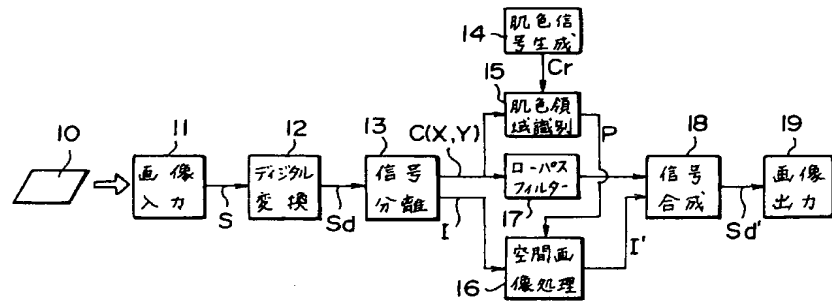 14
肌色信
号生成
Cr
15
肌色領
域識別
P
10
11
画像
入力
S
12
ディジタル
変換
Sd
13
信号
分離
C(X,Y)
I
ローパス
フィルター
17
16
空間画
像処理
I'
18
信号
合成
Sd'
19
画像
出力